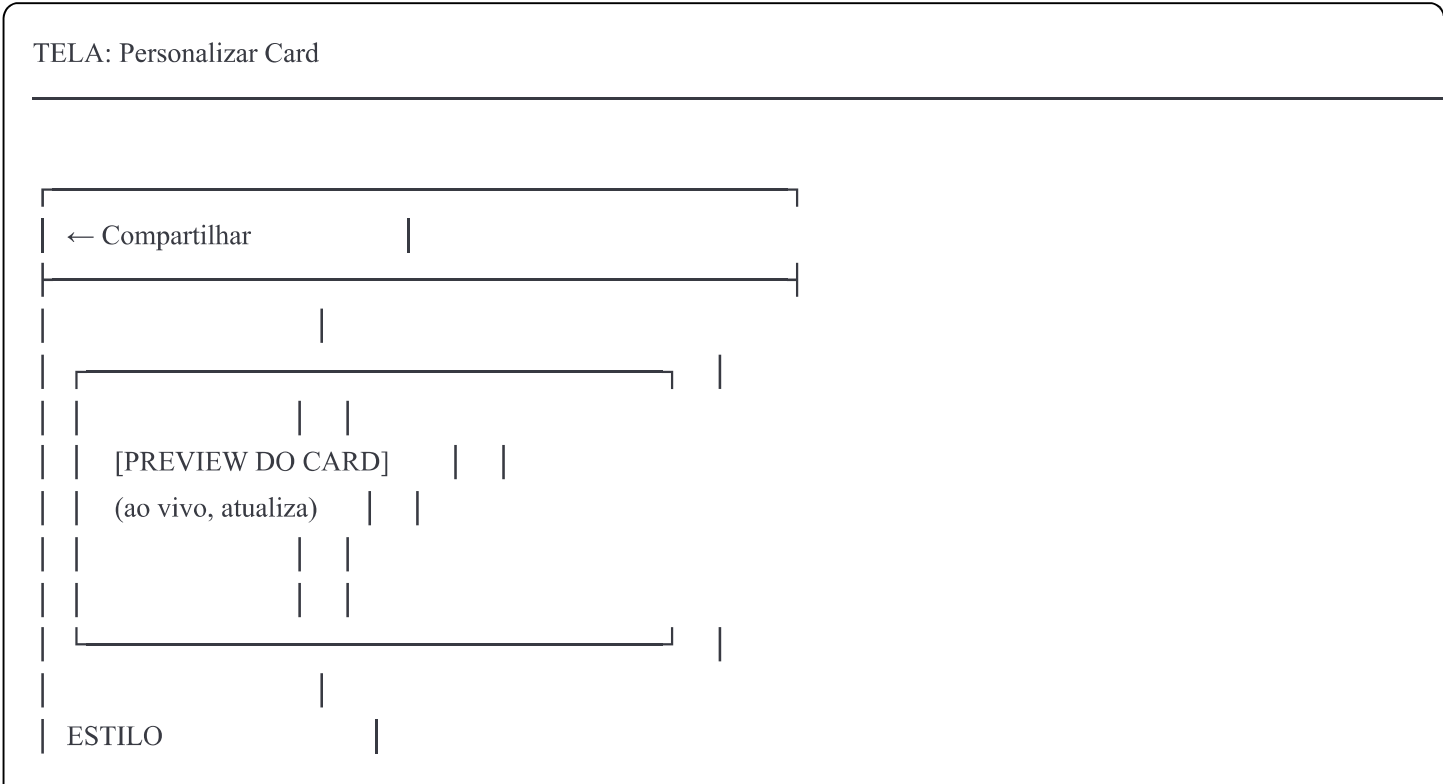 TELA: Personalizar Card
← Compartilhar
[PREVIEW DO CARD]
(ao vivo, atualiza)
ESTILO